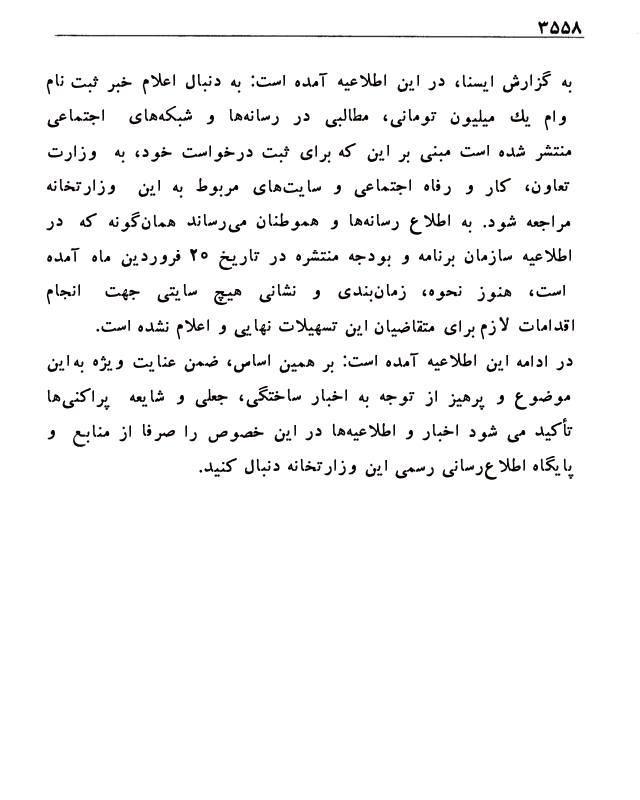 ۳۵۵۸
به گزارش ایسنا، در این اطلاعیه آمده است: به دنبال اعلام خبر ثبت نام
وام یك میلیون تومانی، مطالبی در رسانه‌ها و شبکه‌های اجتماعی
منتشر شده است مبنی بر این که برای ثبت درخواست خود، به وزارت
تعاون، کار و رفاه اجتماعی و سایت‌های مربوط به این وزارتخانه
مراجعه شود. به اطلاع رسانه‌ها و هموطنان می‌رساند همان‌گونه که در
اطلاعیه سازمان برنامه و بودجه منتشره در تاریخ ۲۰ فروردین ماه آمده
است، هنوز نحوه، زمان‌بندی و نشانی هیچ سایتی جهت انجام
اقدامات لازم برای متقاضیان این تسهیلات نهایی و اعلام نشده است.
در ادامه این اطلاعیه آمده است: بر همین اساس، ضمن عنایت ویژه به‌این
موضوع و پرهیز از توجه به اخبار ساختگی، جعلی و شایعه پراکنی‌ها
تأکید می شود اخبار و اطلاعیه‌ها در این خصوص را صرفا از منابع و
پایگاه اطلاع‌رسانی رسمی این وزارتخانه دنبال کنید.